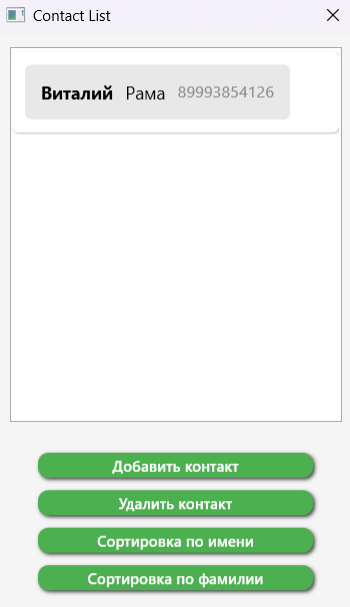 Contact List
Виталий Рама 89993854126
Добавить контакт
Удалить контакт
Сортировка по имени
Сортировка по фамилии